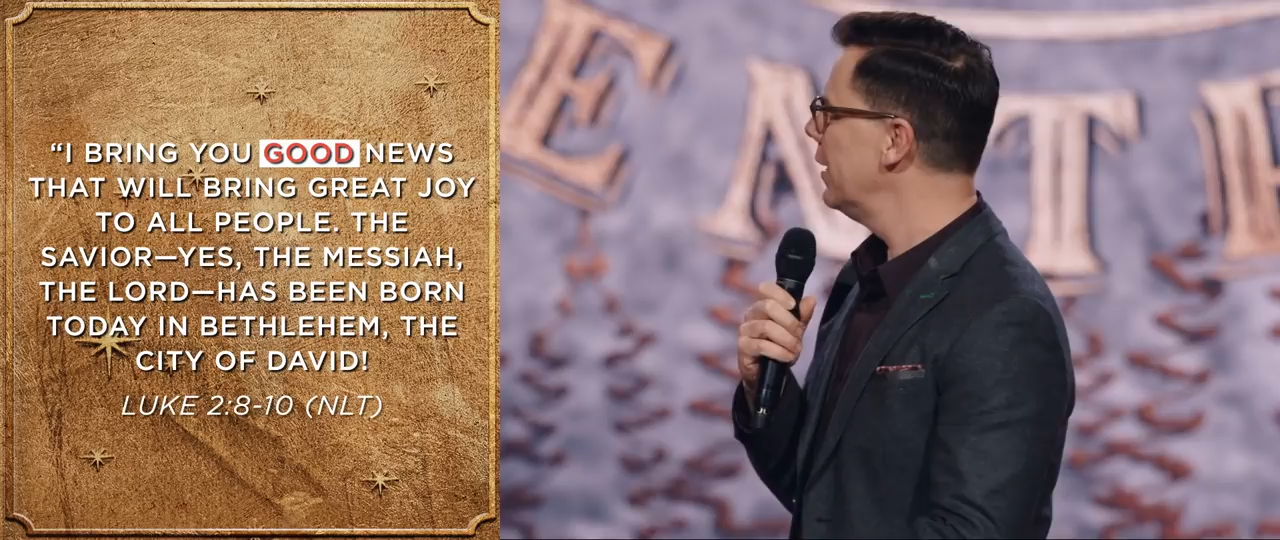 “I BRING YOU GOOD NEWS
THAT WILL BRING GREAT JOY
TO ALL PEOPLE. THE
SAVIOR—YES, THE MESSIAH,
THE LORD—HAS BEEN BORN
TODAY IN BETHLEHEM, THE
CITY OF DAVID!
LUKE 2:8-10 (NLT)
EAT